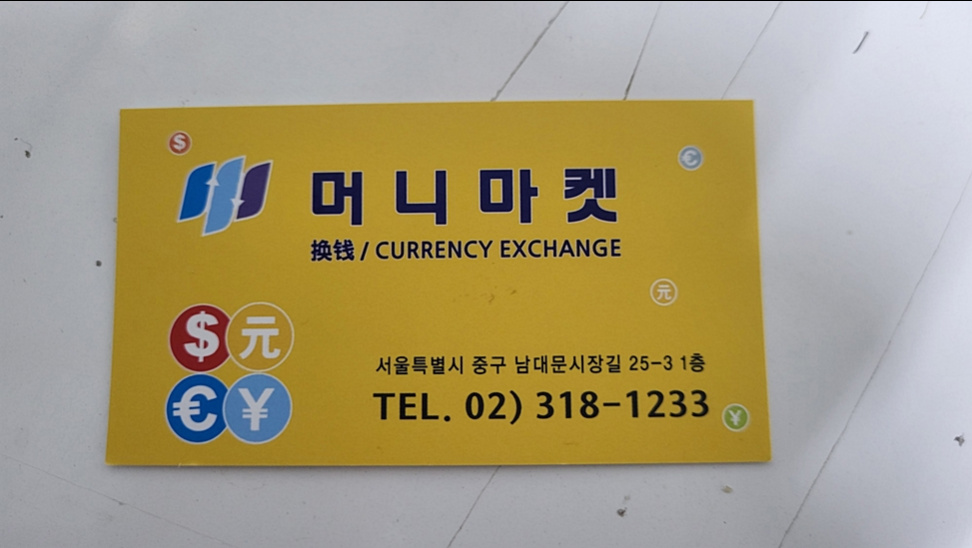 $
€
머니마켓
换钱 / CURRENCY EXCHANGE
元
$ 元
서울특별시 중구 남대문시장길 25-3 1층
€ ¥
TEL. 02) 318-1233
¥